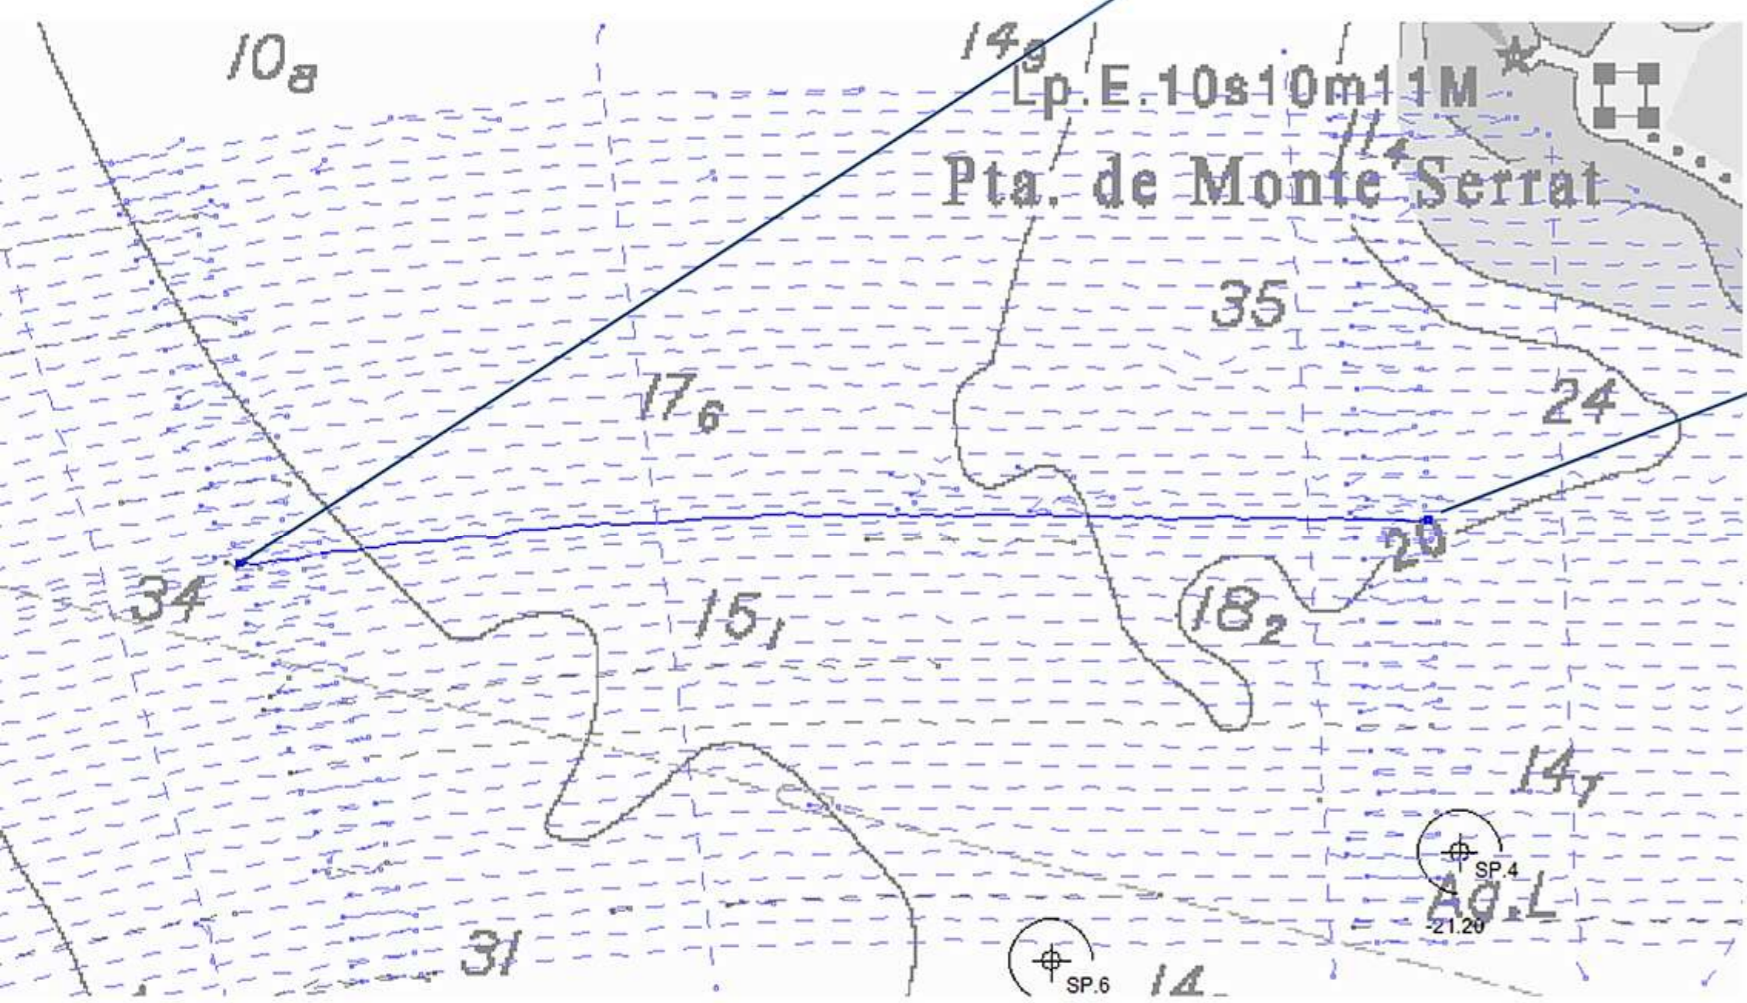 10₈
14₉
Lp.E.10s10m11M
11₄
Pta. de Monte Serrat
35
17₆
24
20
34
15₁
18₂
14₇
SP.4
Ag.L
-21.20
31
SP.6
14